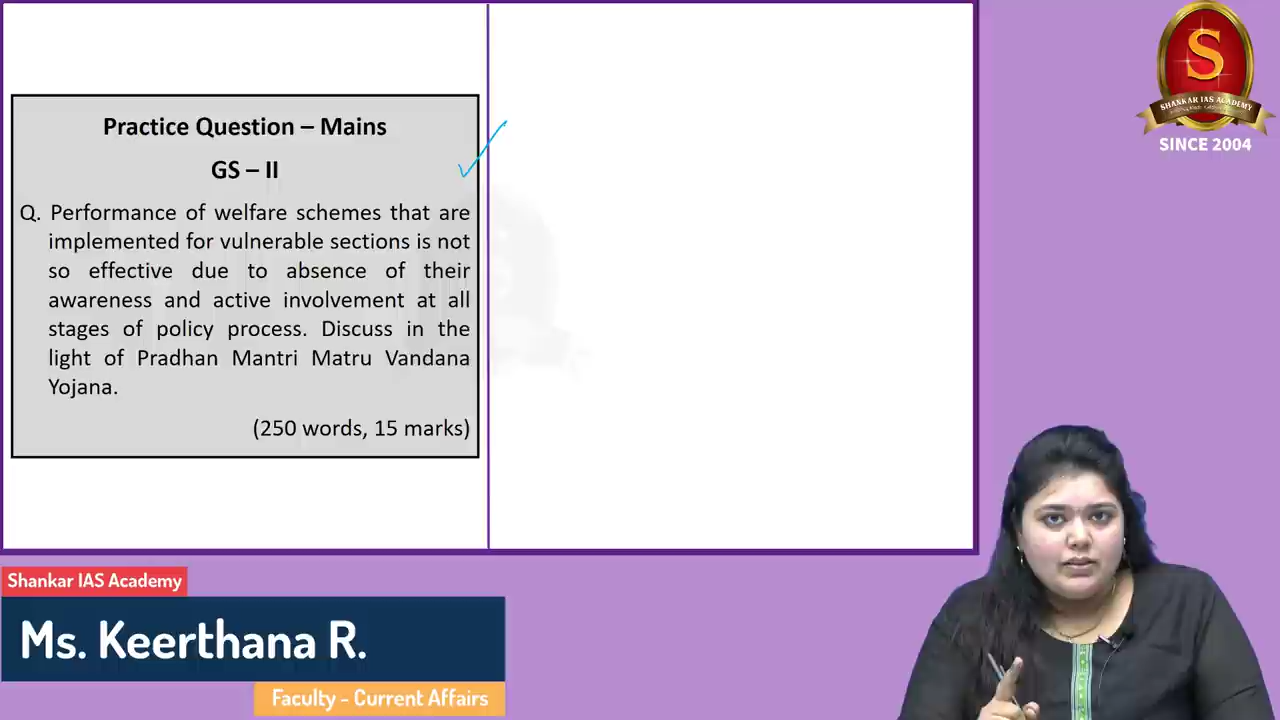 Practice Question – Mains
GS – II
Q. Performance of welfare schemes that are
implemented for vulnerable sections is not
so effective due to absence of their
awareness and active involvement at all
stages of policy process. Discuss in the
light of Pradhan Mantri Matru Vandana
Yojana.
(250 words, 15 marks)
S
SHANKAR IAS ACADEMY
SINCE 2004
Shankar IAS Academy
Ms. Keerthana R.
Faculty - Current Affairs